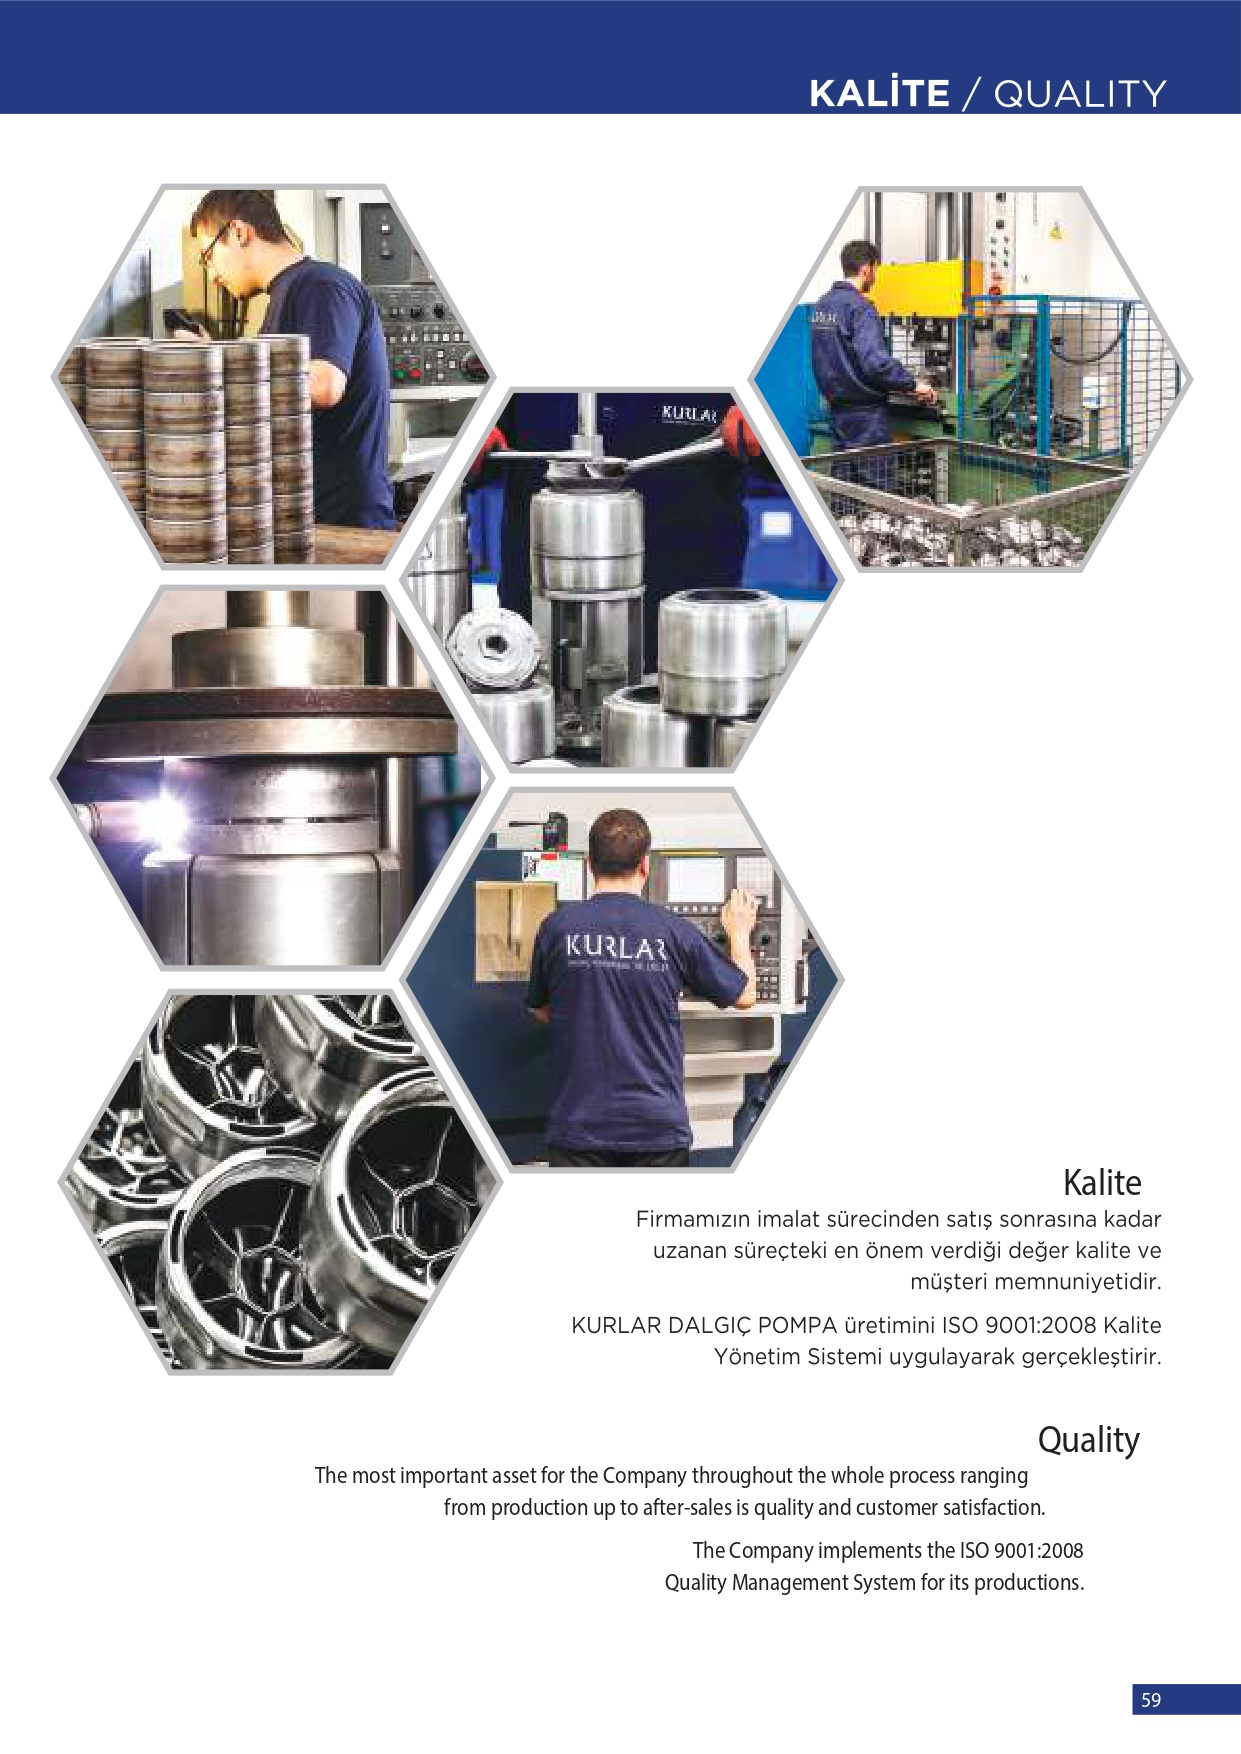 KALİTE / QUALITY
KURLAR
KURLAR
Kalite
Firmamızın imalat sürecinden satış sonrasına kadar
uzanan süreçteki en önem verdiği değer kalite ve
müşteri memnuniyetidir.
KURLAR DALGIÇ POMPA üretimini ISO 9001:2008 Kalite
Yönetim Sistemi uygulayarak gerçekleştirir.
Quality
The most important asset for the Company throughout the whole process ranging
from production up to after-sales is quality and customer satisfaction.
The Company implements the ISO 9001:2008
Quality Management System for its productions.
59